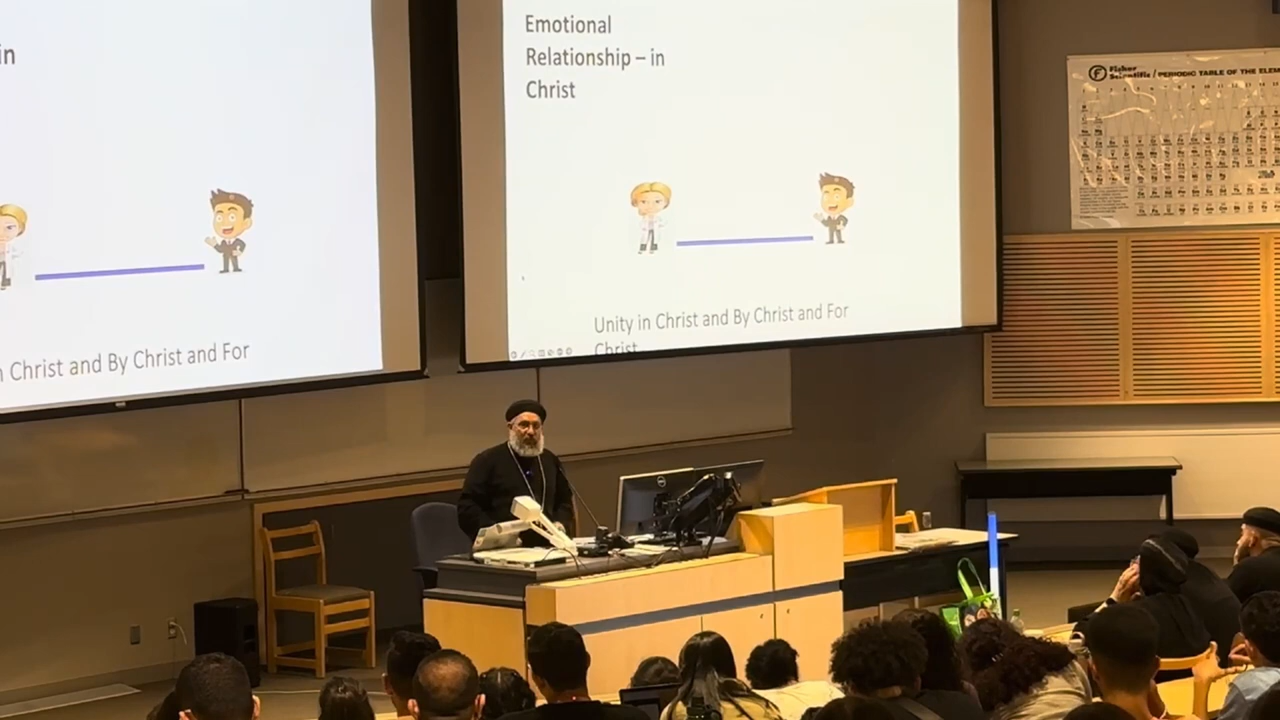 in
Christ and By Christ and For
Emotional
Relationship – in
Christ
Unity in Christ and By Christ and For
Christ
Fisher
Scientific / PERIODIC TABLE OF THE ELEM
DELL